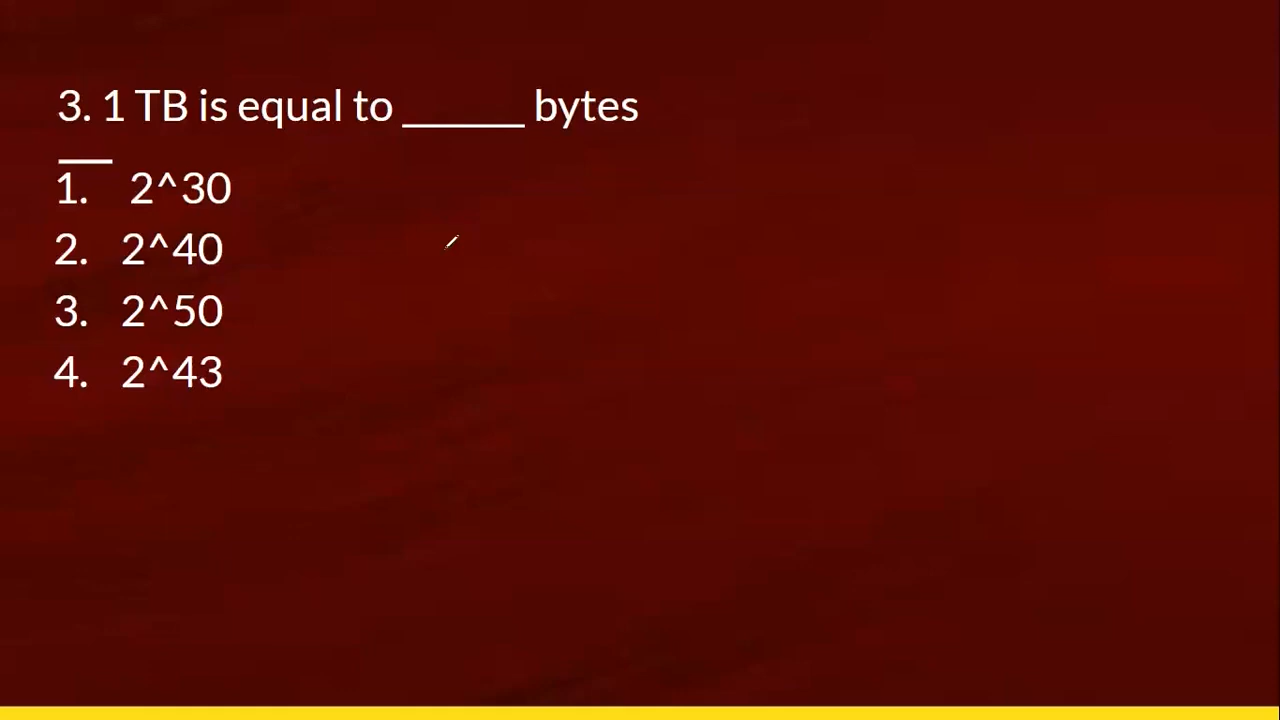 3. 1 TB is equal to ______ bytes
1. 2^30
2. 2^40
3. 2^50
4. 2^43